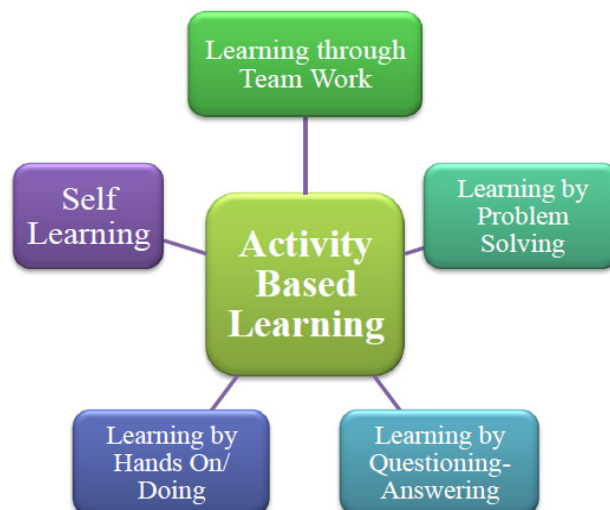 Learning through
Team Work
Self
Learning
Learning by
Problem
Solving
Activity
Based
Learning
Learning by
Hands On/
Doing
Learning by
Questioning-
Answering